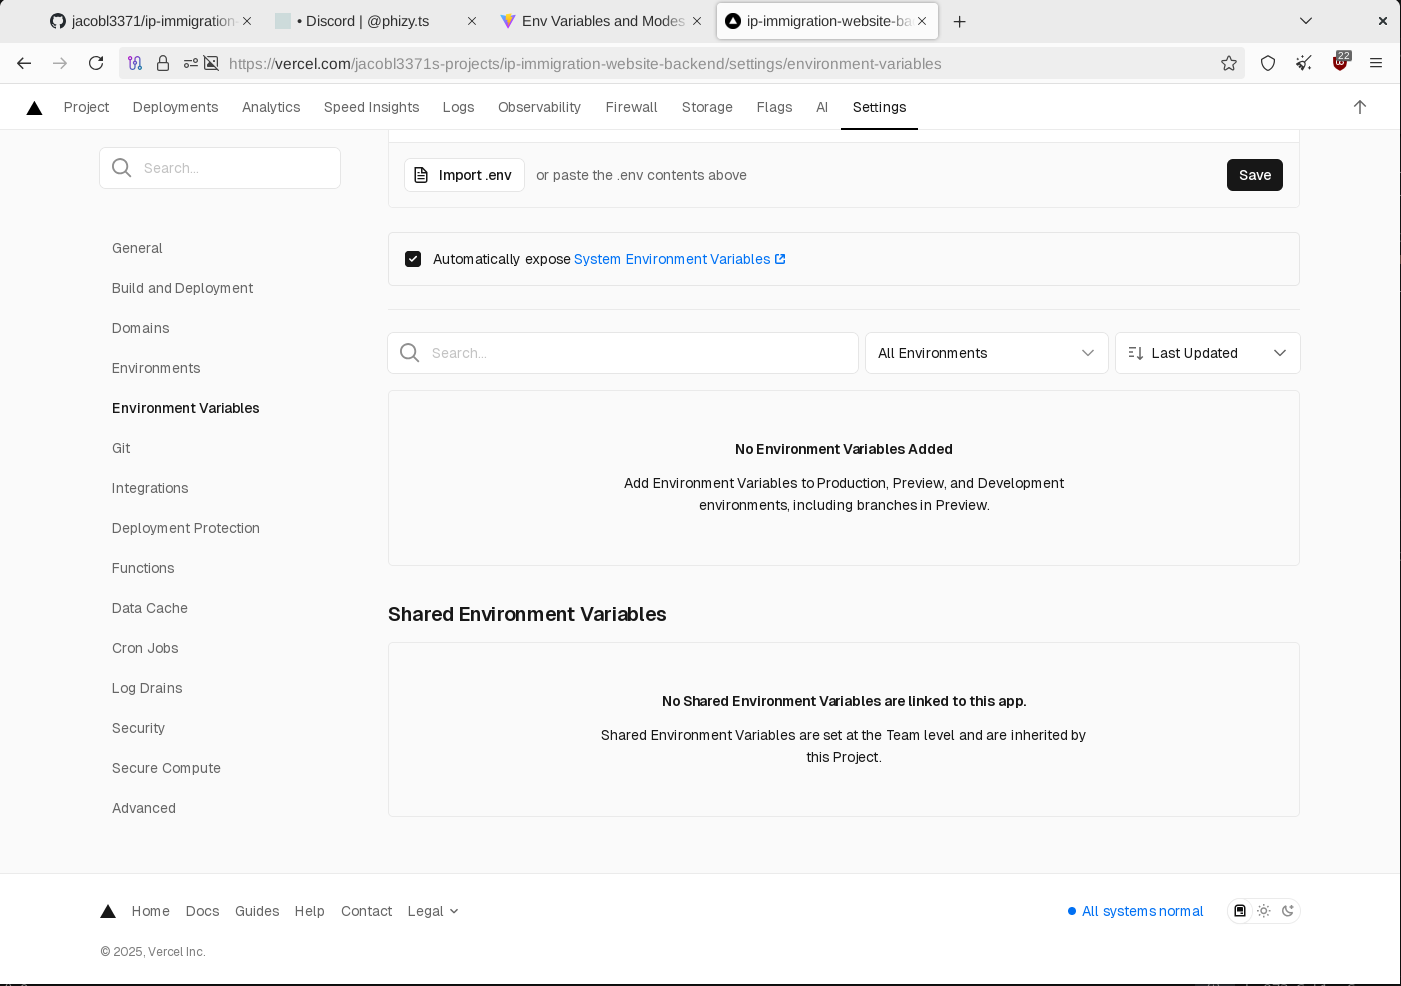 jacobl3371/ip-immigration-
• Discord | @phizy.ts
Env Variables and Modes
ip-immigration-website-ba
https://vercel.com/jacobl3371s-projects/ip-immigration-website-backend/settings/environment-variables
22
Project
Deployments
Analytics
Speed Insights
Logs
Observability
Firewall
Storage
Flags
AI
Settings
Search...
Import .env
or paste the .env contents above
Save
General
Build and Deployment
Domains
Environments
Environment Variables
Git
Integrations
Deployment Protection
Functions
Data Cache
Cron Jobs
Log Drains
Security
Secure Compute
Advanced
Automatically expose System Environment Variables
Search...
All Environments
Last Updated
No Environment Variables Added
Add Environment Variables to Production, Preview, and Development
environments, including branches in Preview.
Shared Environment Variables
No Shared Environment Variables are linked to this app.
Shared Environment Variables are set at the Team level and are inherited by
this Project.
Home
Docs
Guides
Help
Contact
Legal
All systems normal
© 2025, Vercel Inc.